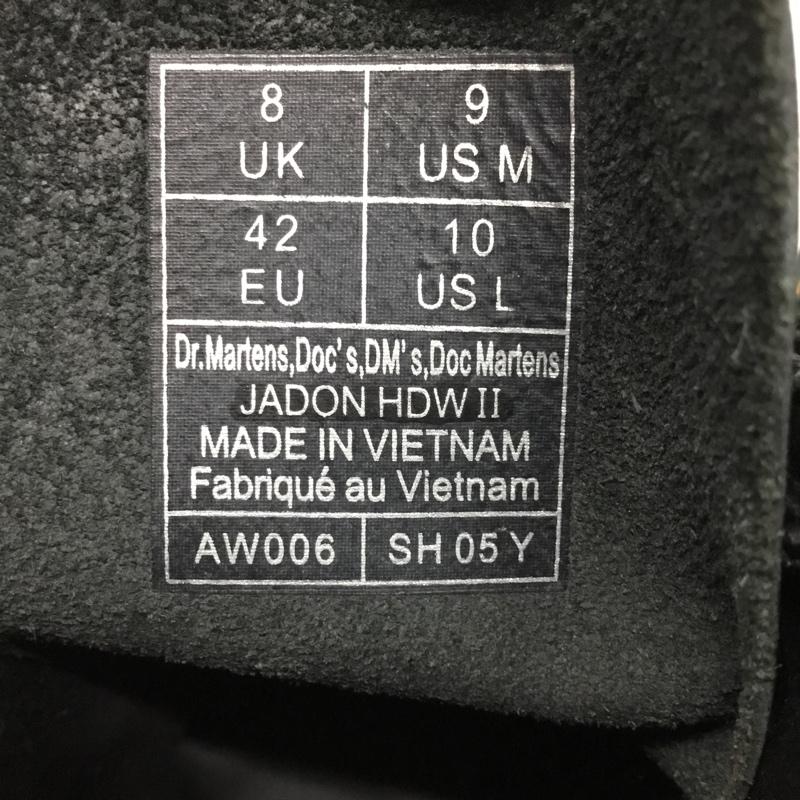 8 9
UK US M
42 10
EU US L
Dr.Martens,Doc's,DM's,Doc Martens
JADON HDW II
MADE IN VIETNAM
Fabriqué au Vietnam
AW006 SH 05 Y